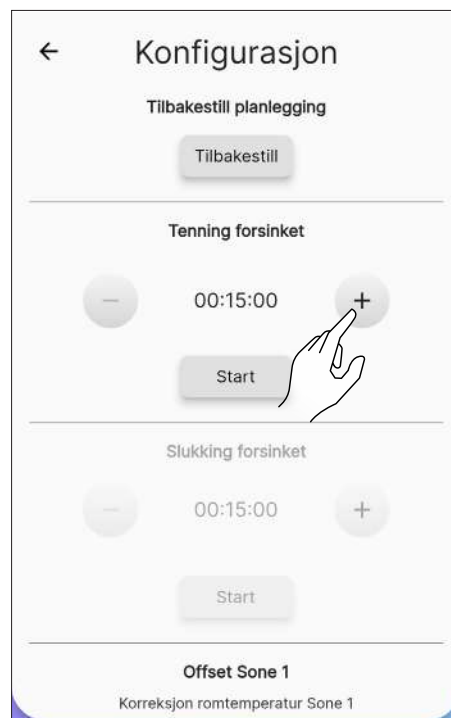 ← Konfigurasjon
Tilbakestill planlegging
Tilbakestill
Tenning forsinket
− 00:15:00 +
Start
Slukking forsinket
− 00:15:00 +
Start
Offset Sone 1
Korreksjon romtemperatur Sone 1